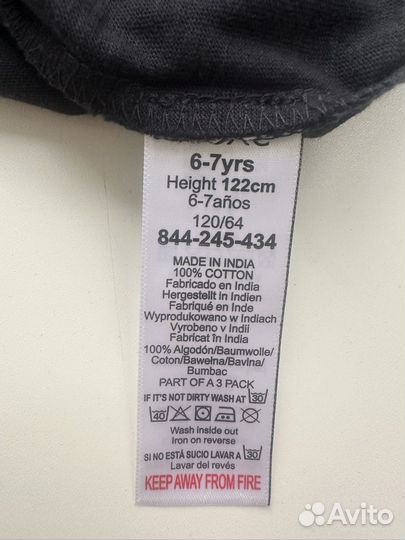 6-7yrs
Height 122cm
6-7años
120/64
844-245-434
MADE IN INDIA
100% COTTON
Fabricado en India
Hergestellt in Indien
Fabriqué en Inde
Wyprodukowano w Indiach
Vyrobeno v Indii
Fabricat în India
100% Algodón/Baumwolle/
Coton/Bawełna/Bavlna/
Bumbac
PART OF A 3 PACK
IF IT'S NOT DIRTY WASH AT 30
40
Wash inside out
Iron on reverse
SI NO ESTÁ SUCIO LAVAR A 30
Lavar del revés
KEEP AWAY FROM FIRE
Avito